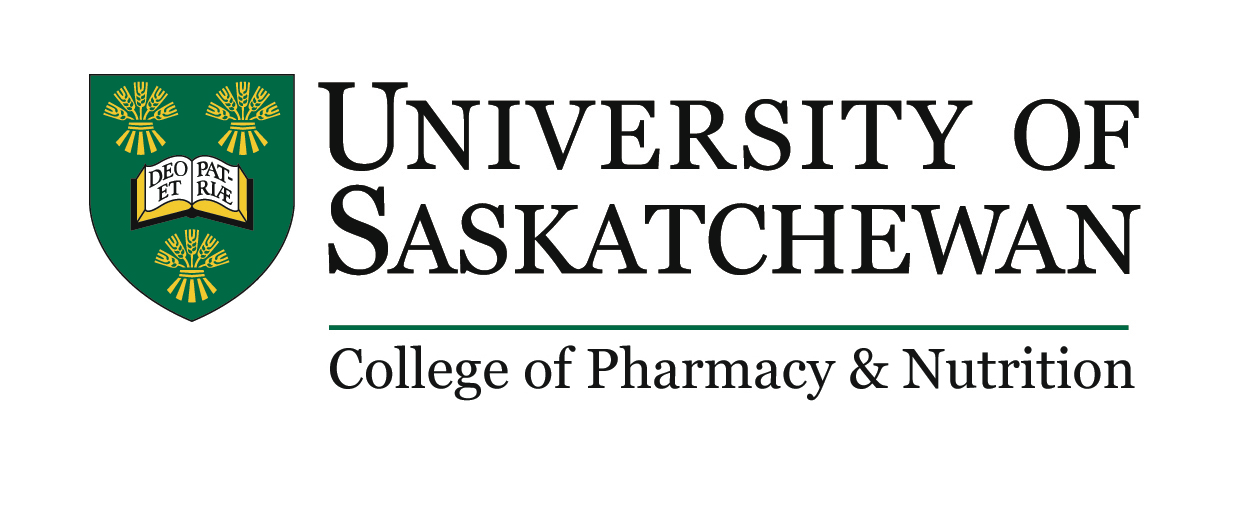 DEO PAT-
ET RIÆ
UNIVERSITY OF
SASKATCHEWAN
College of Pharmacy & Nutrition